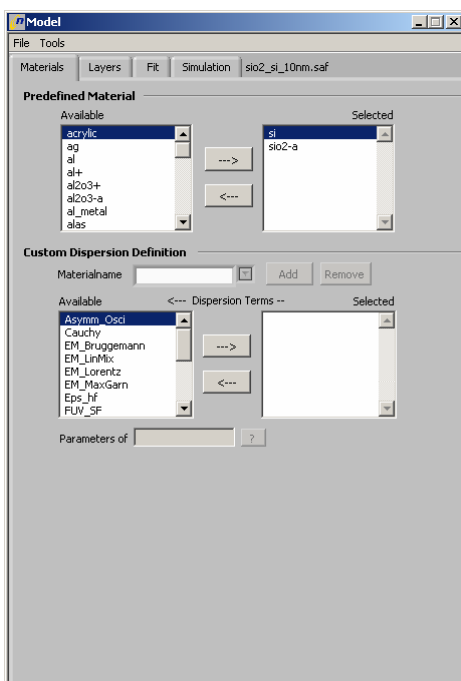 Model
File Tools
Materials Layers Fit Simulation sio2_si_10nm.saf
Predefined Material
Available Selected
acrylic
ag
al
al+
al2o3+
al2o3-a
al_metal
alas
--->
<---
si
sio2-a
Custom Dispersion Definition
Materialname Add Remove
Available <--- Dispersion Terms -- Selected
Asymm_Osci
Cauchy
EM_Bruggemann
EM_LinMix
EM_Lorentz
EM_MaxGarn
Eps_hf
FUV_SF
--->
<---
Parameters of ?